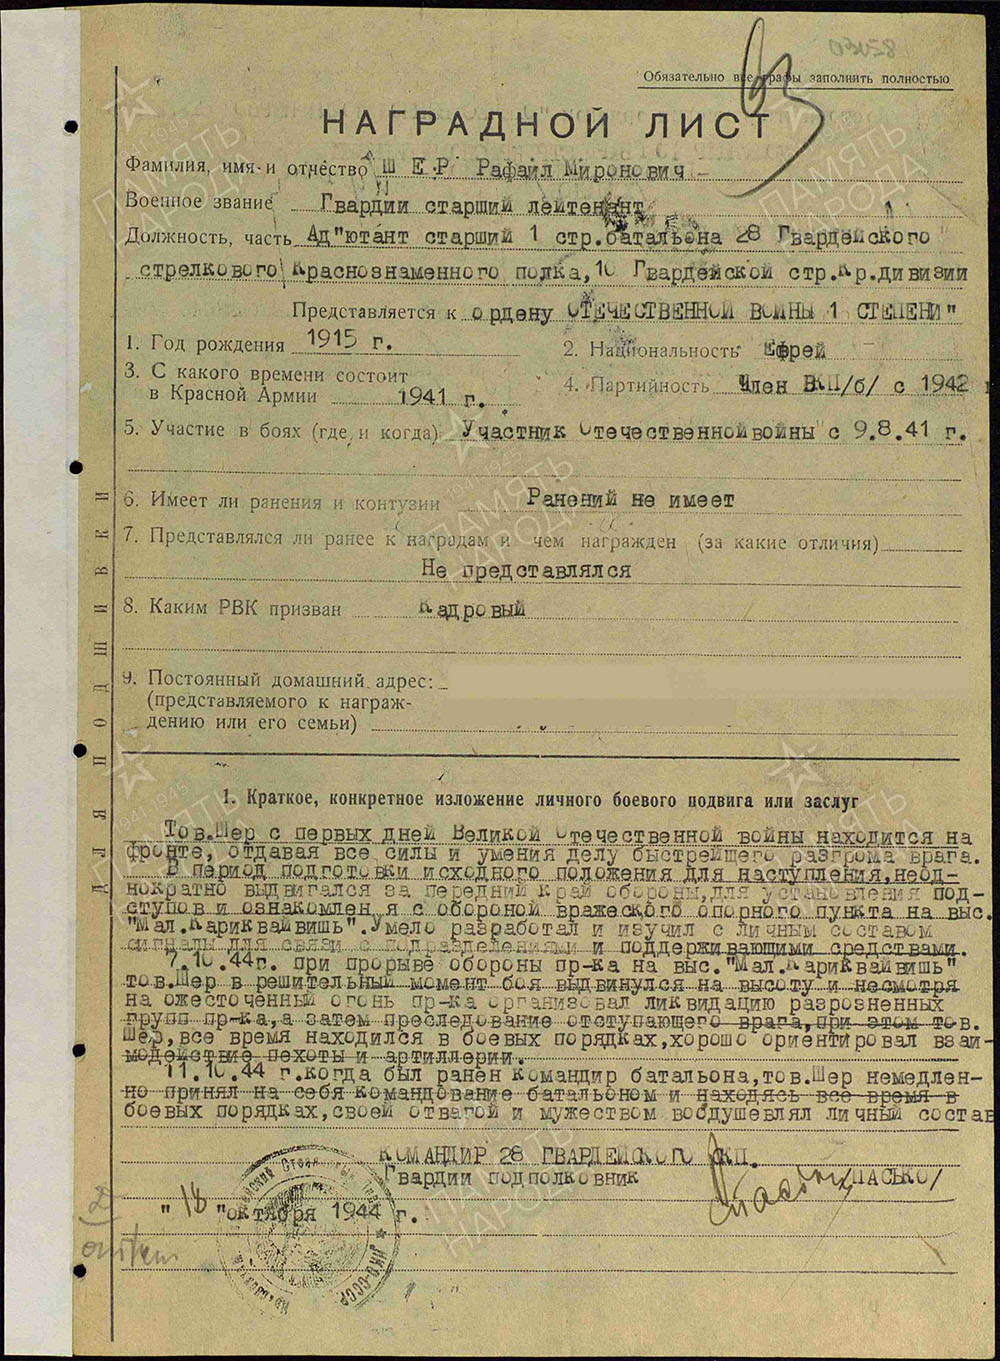 03058
Обязательно все графы заполнить полностью
НАГРАДНОЙ ЛИСТ
Фамилия, имя и отчество Ш Е Р Рафаил Миронович
Военное звание Гвардии старший лейтенант
Должность, часть Ад"ютант старший 1 стр.батальона 28 Гвардейского
стрелкового Краснознаменного полка, 10 Гвардейской стр.Кр.дивизии
Представляется к ордену ОТЕЧЕСТВЕННОЙ ВОЙНЫ 1 СТЕПЕНИ"
1. Год рождения 1915 г. 2. Национальность Еврей
3. С какого времени состоит
в Красной Армии 1941 г. 4. Партийность Член ВКП/б/ с 1942 г
5. Участие в боях (где и когда) Участник Отечественнойвойны с 9.8.41 г.
6. Имеет ли ранения и контузии Ранений не имеет
7. Представлялся ли ранее к наградам и чем награжден (за какие отличия)
Не представлялся
8. Каким РВК призван Кадровый
9. Постоянный домашний адрес:
(представляемого к награж-
дению или его семьи)
ДЛЯ ПОДШИВКИ
1. Краткое, конкретное изложение личного боевого подвига или заслуг
Тов.Шер с первых дней Великой Отечественной войны находится на
фронте, отдавая все силы и умения делу быстрейшего разгрома врага.
В период подготовки исходного положения для наступления,неод-
нократно выдвигался за передний край обороны,для установления под-
ступов и ознакомлен я с обороной вражеского опорного пункта на выс.
"Мал.Кариквайвишь".Умело разработал и изучил с личным составом
сигналы для связи с подразделениями и поддерживающими средствами.
7.10.44г. при прорыве обороны пр-ка на выс."Мал.Кариквайвишь"
тов.Шер в решительный момент боя выдвинулся на высоту и несмотря
на ожесточенный огонь пр-ка организовал ликвидацию разрозненных
групп пр-ка,а затем преследование отступающего врага,при этом тов.
Шер,все время находился в боевых порядках,хорошо ориентировал взаи-
модействие пехоты и артиллерии.
11.10.44 г.когда был ранен командир батальона,тов.Шер немедлен-
но принял на себя командование батальоном и находясь все время в
боевых порядках,своей отвагой и мужеством воодушевлял личный состав
КОМАНДИР 28 ГВАРДЕЙСКОГО СКП.
Гвардии подполковник /ПАСЬКО/
"18 "октября 1944 г.
НКО-СССР
ПАМЯТЬ
НАРОДА